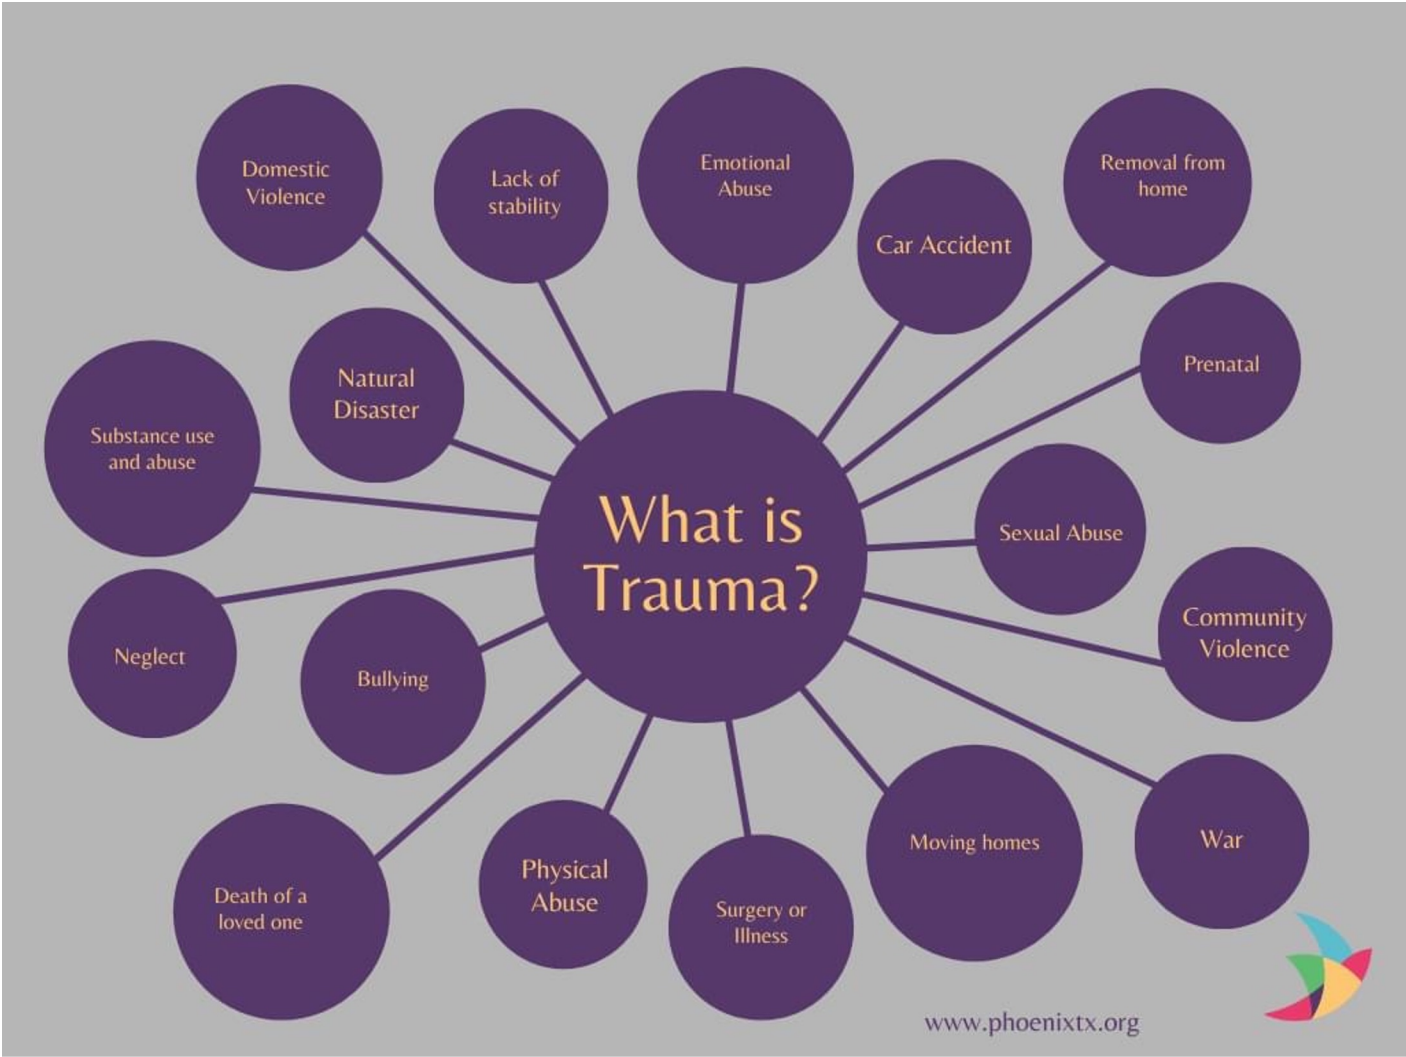 Domestic
Violence
Lack of
stability
Emotional
Abuse
Car Accident
Removal from
home
Natural
Disaster
Prenatal
Substance use
and abuse
What is
Trauma?
Sexual Abuse
Community
Violence
Neglect
Bullying
Death of a
loved one
Physical
Abuse
Surgery or
Illness
Moving homes
War
www.phoenixtx.org